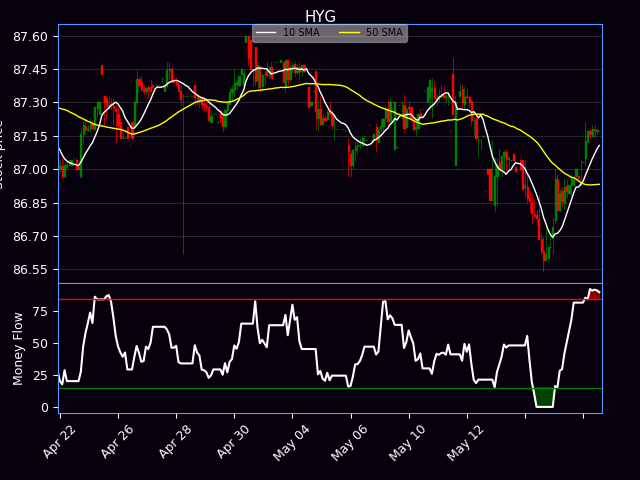 HYG
10 SMA 50 SMA
87.60
87.45
87.30
87.15
87.00
86.85
86.70
86.55
Money Flow
75
50
25
0
Apr 22
Apr 26
Apr 28
Apr 30
May 04
May 06
May 10
May 12